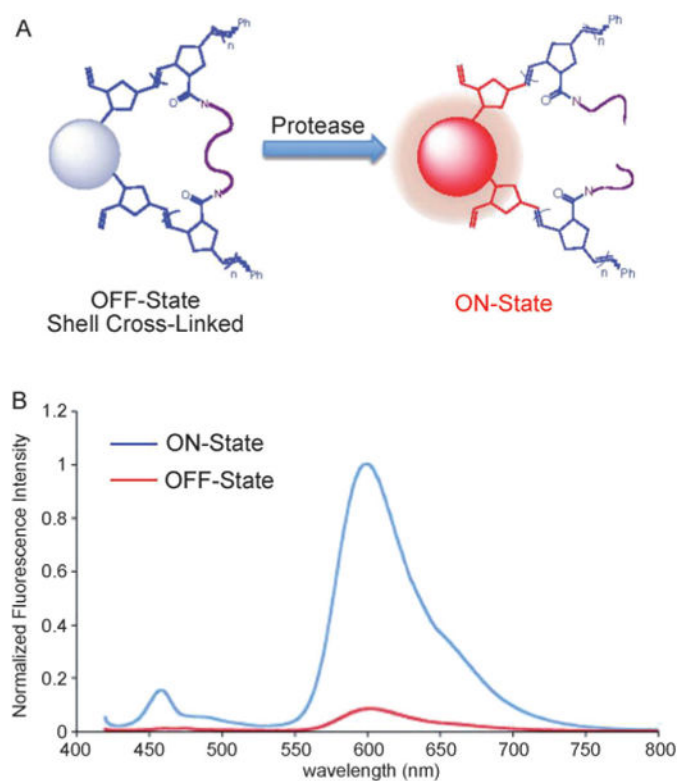 A
n
Ph
O
N
Protease
O
N
n
Ph
n
Ph
O
N
O
N
n
Ph
OFF-State
Shell Cross-Linked
ON-State
B
Normalized Fluorescence Intensity
1.2
1
0.8
0.6
0.4
0.2
0
ON-State
OFF-State
400 450 500 550 600 650 700 750 800
wavelength (nm)